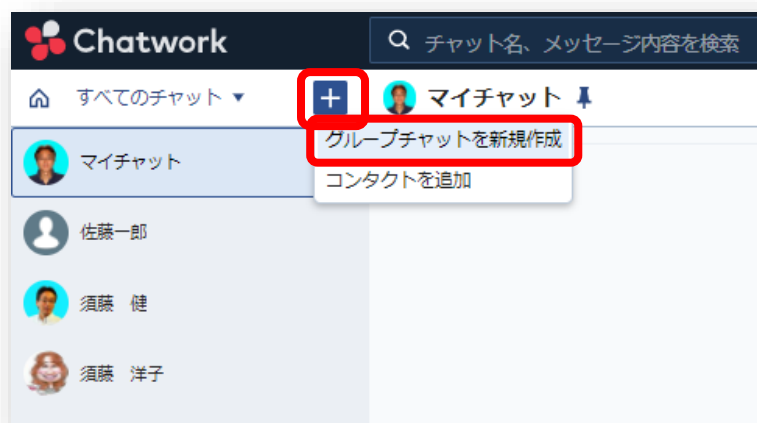 Chatwork
チャット名、メッセージ内容を検索
すべてのチャット ▼
+
マイチャット
グループチャットを新規作成
コンタクトを追加
マイチャット
佐藤一郎
須藤　健
須藤　洋子